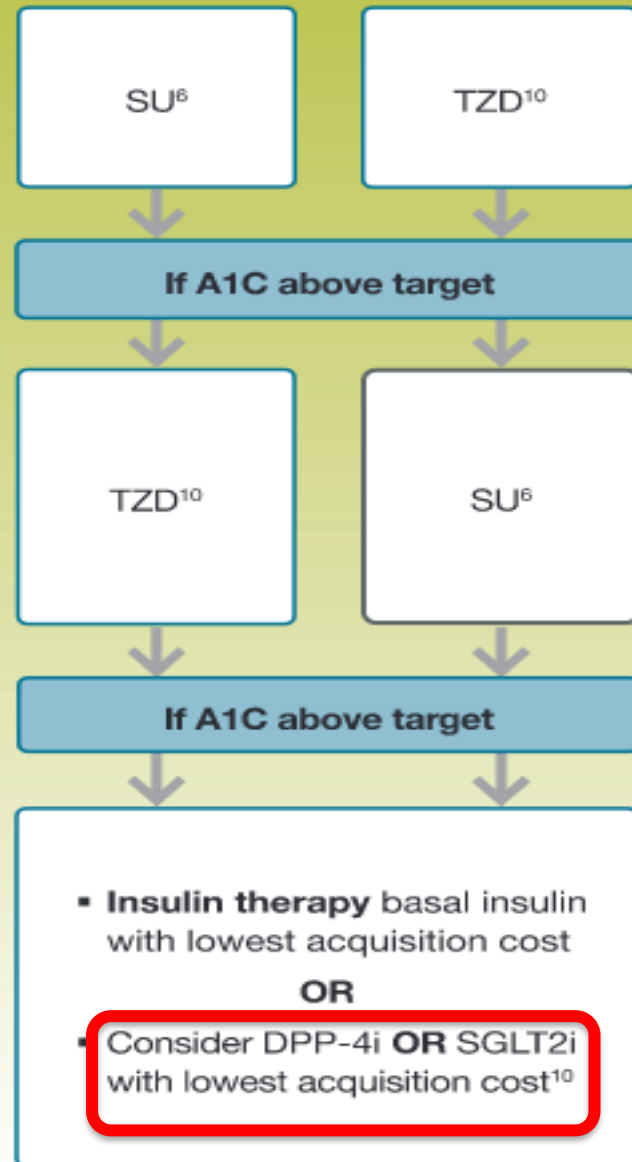 SU⁶
TZD¹⁰
If A1C above target
TZD¹⁰
SU⁶
If A1C above target
▪ Insulin therapy basal insulin
with lowest acquisition cost
OR
▪ Consider DPP-4i OR SGLT2i
with lowest acquisition cost¹⁰